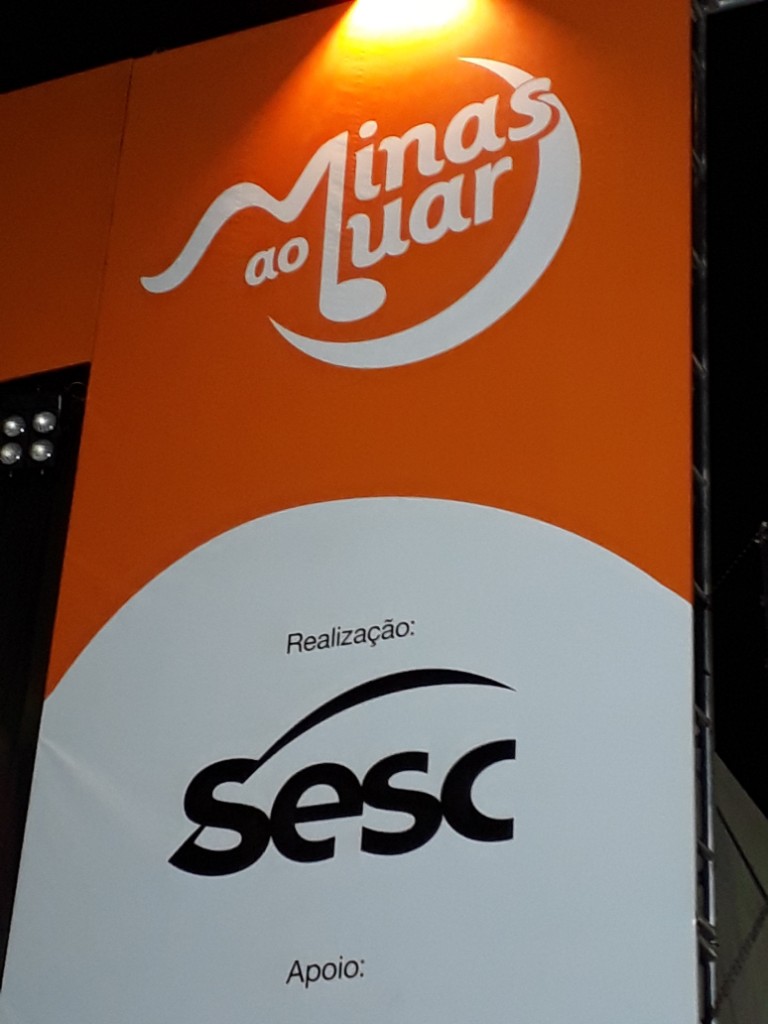 Minas
ao Luar
Realização:
sesc
Apoio: